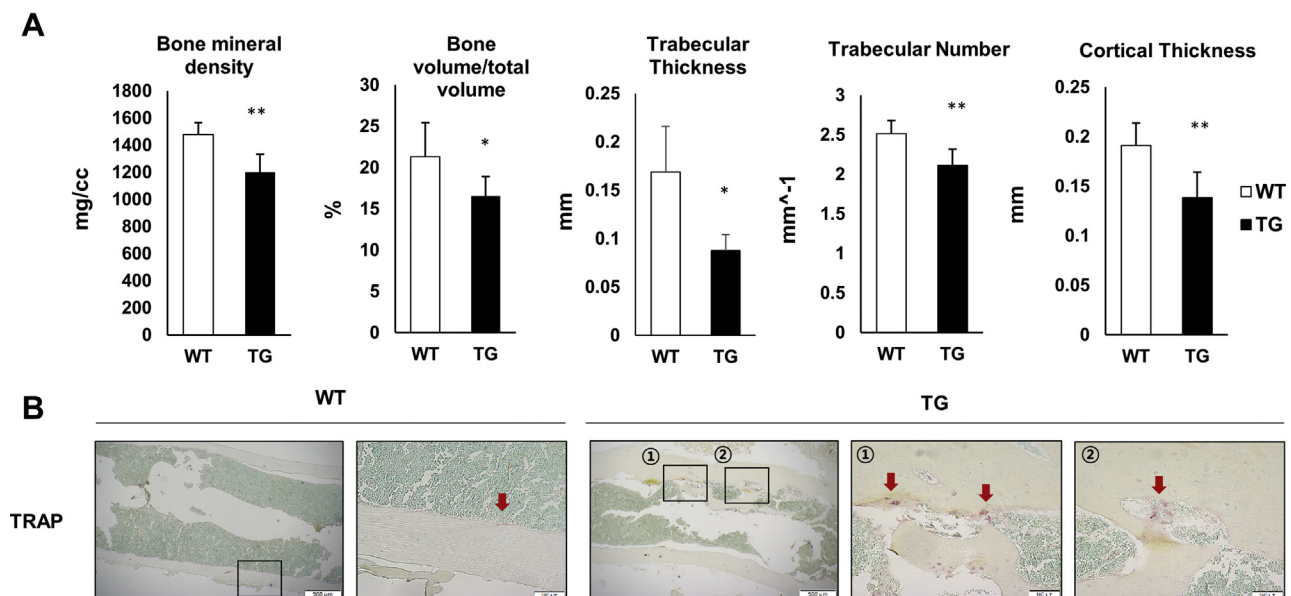 A
Bone mineral
density
mg/cc
1800
1600
1400
1200
1000
800
600
400
200
0
**
WT
TG
Bone
volume/total
volume
%
30
25
20
15
10
5
0
*
WT
TG
Trabecular
Thickness
mm
0.25
0.2
0.15
0.1
0.05
0
*
WT
TG
Trabecular Number
mm^-1
3
2.5
2
1.5
1
0.5
0
**
WT
TG
Cortical Thickness
mm
0.25
0.2
0.15
0.1
0.05
0
**
WT
TG
WT
TG
B
WT
TG
TRAP
500 μm
①
②
500 μm
①
②